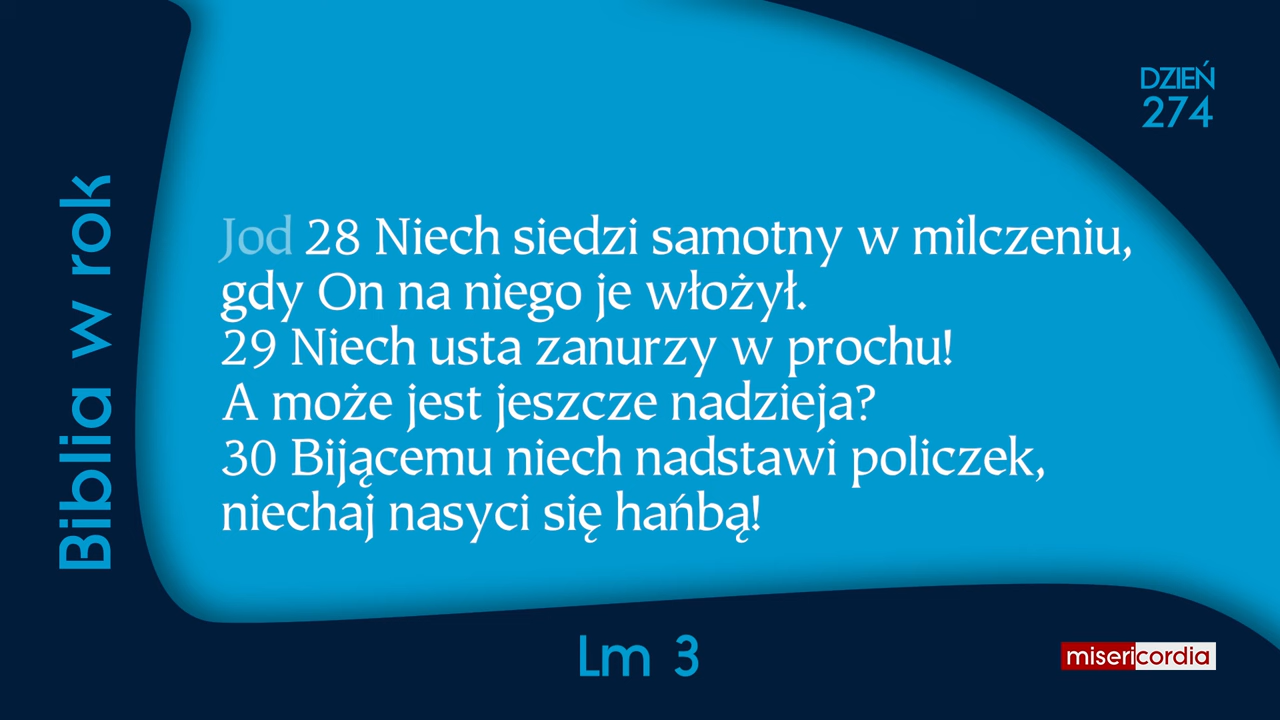 DZIEŃ
274
Biblia w rok
Jod 28 Niech siedzi samotny w milczeniu,
gdy On na niego je włożył.
29 Niech usta zanurzy w prochu!
A może jest jeszcze nadzieja?
30 Bijącemu niech nadstawi policzek,
niechaj nasyci się hańbą!
Lm 3
misericordia